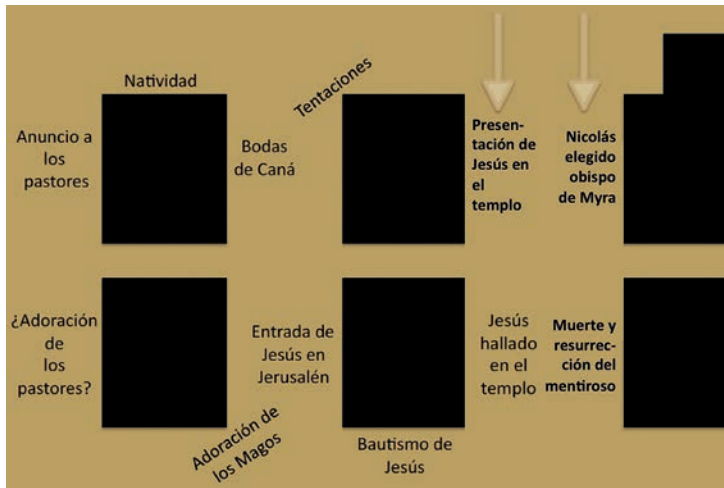 Natividad
Tentaciones
Anuncio a
los
pastores
Bodas
de Caná
Presen-
tación de
Jesús en
el
templo
Nicolás
elegido
obispo
de Myra
¿Adoración
de
los
pastores?
Entrada de
Jesús en
Jerusalén
Jesús
hallado
en el
templo
Muerte y
resurrec-
ción del
mentiroso
Adoración de
los Magos
Bautismo de
Jesús